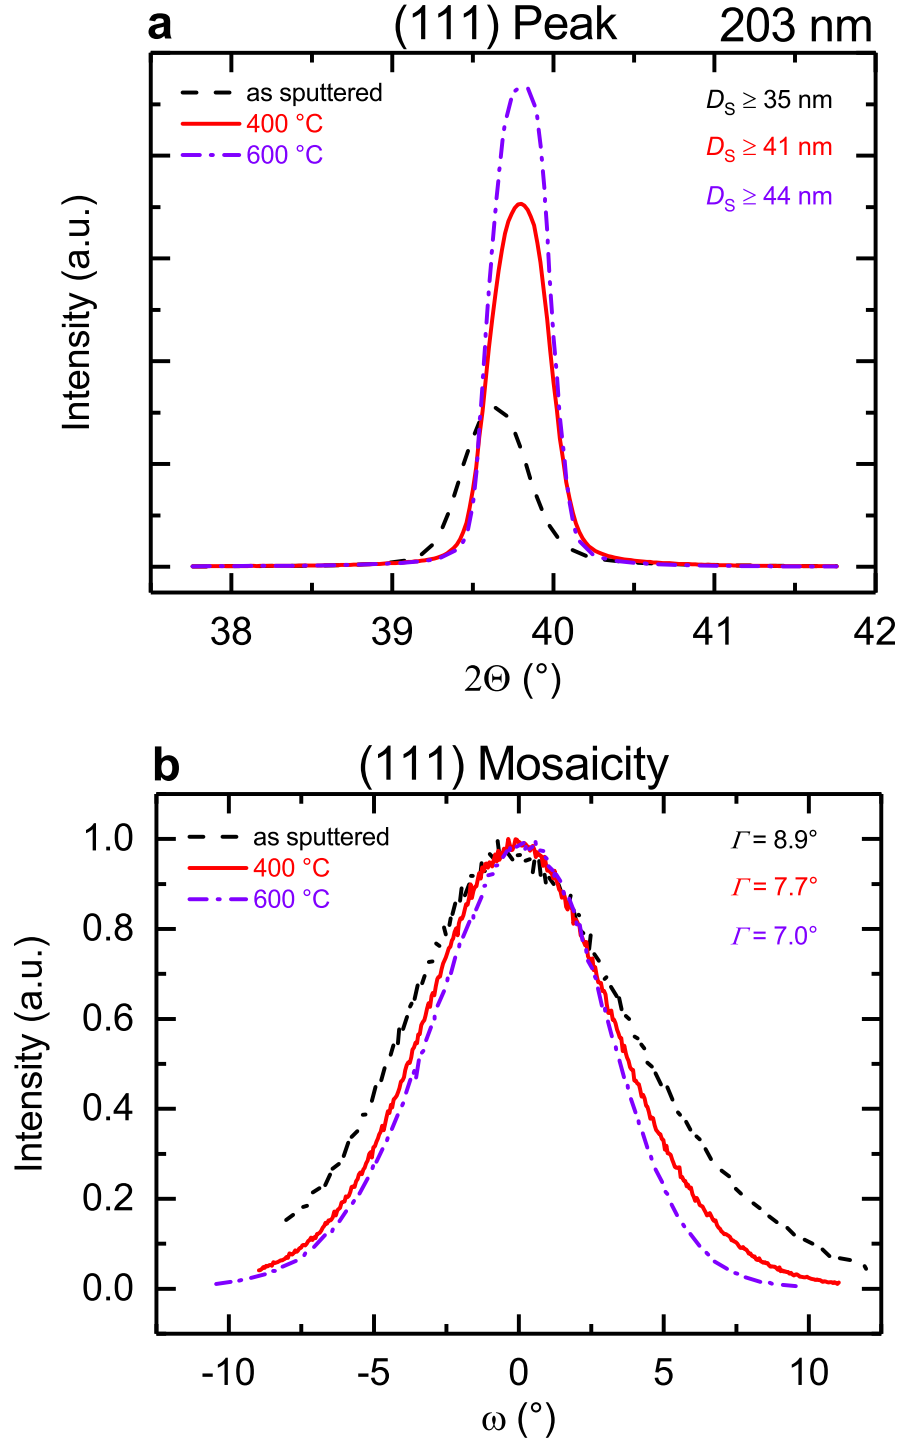 a (111) Peak 203 nm
as sputtered
400 °C
600 °C
D_S ≥ 35 nm
D_S ≥ 41 nm
D_S ≥ 44 nm
Intensity (a.u.)
38 39 40 41 42
2Θ (°)
b (111) Mosaicity
as sputtered
400 °C
600 °C
Γ = 8.9°
Γ = 7.7°
Γ = 7.0°
1.0
0.8
0.6
0.4
0.2
0.0
Intensity (a.u.)
-10 -5 0 5 10
ω (°)